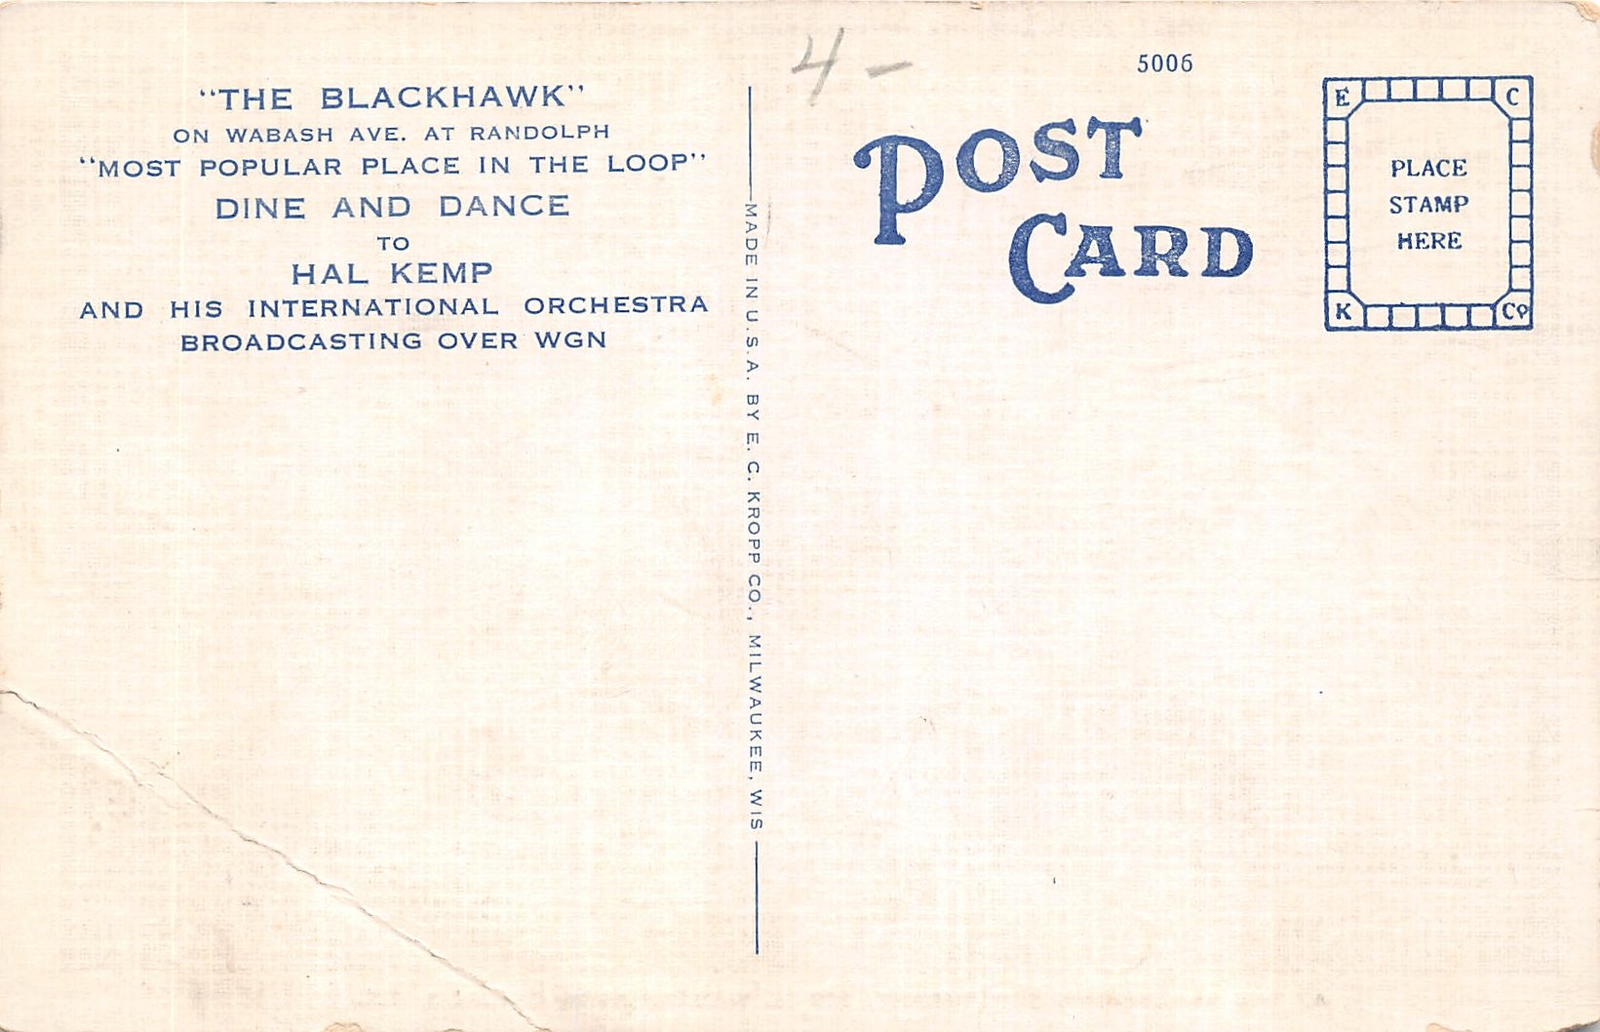 "THE BLACKHAWK"
ON WABASH AVE. AT RANDOLPH
"MOST POPULAR PLACE IN THE LOOP"
DINE AND DANCE
TO
HAL KEMP
AND HIS INTERNATIONAL ORCHESTRA
BROADCASTING OVER WGN
MADE IN U.S.A. BY E. C. KROPP CO., MILWAUKEE, WIS
4 –
5006
POST
CARD
E C
PLACE
STAMP
HERE
K Co